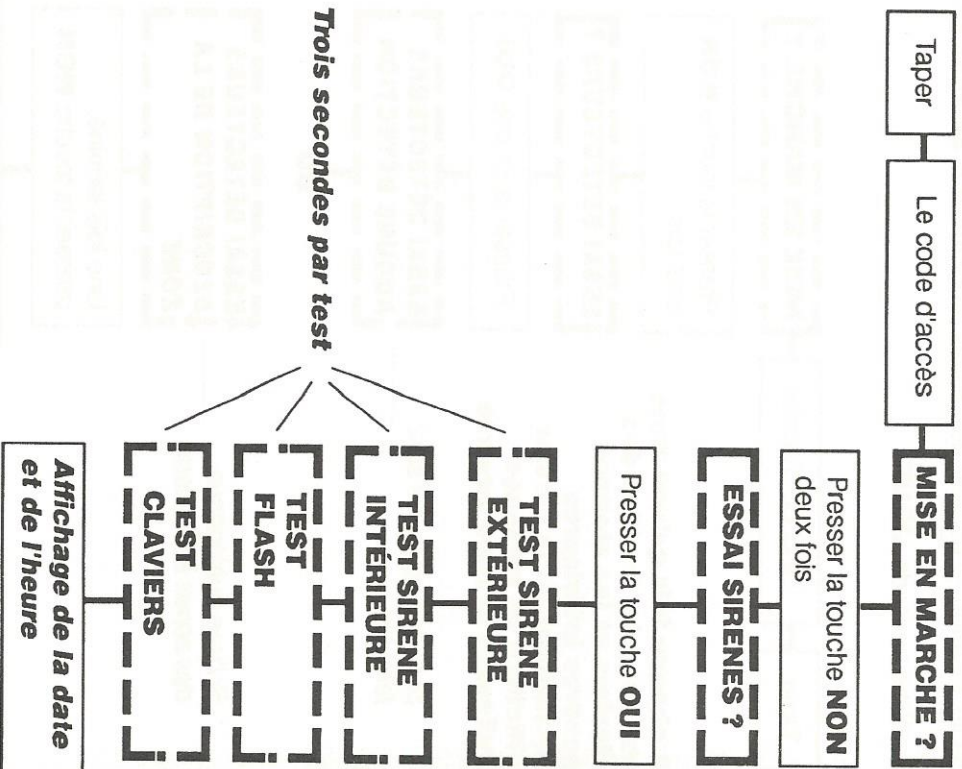 Taper
Le code d'accès
MISE EN MARCHE ?
Presser la touche NON
deux fois
ESSAI SIRENES ?
Presser la touche OUI
TEST SIRENE
EXTÉRIEURE
TEST SIRENE
INTÉRIEURE
TEST
FLASH
TEST
CLAVIERS
Trois secondes par test
Affichage de la date
et de l'heure